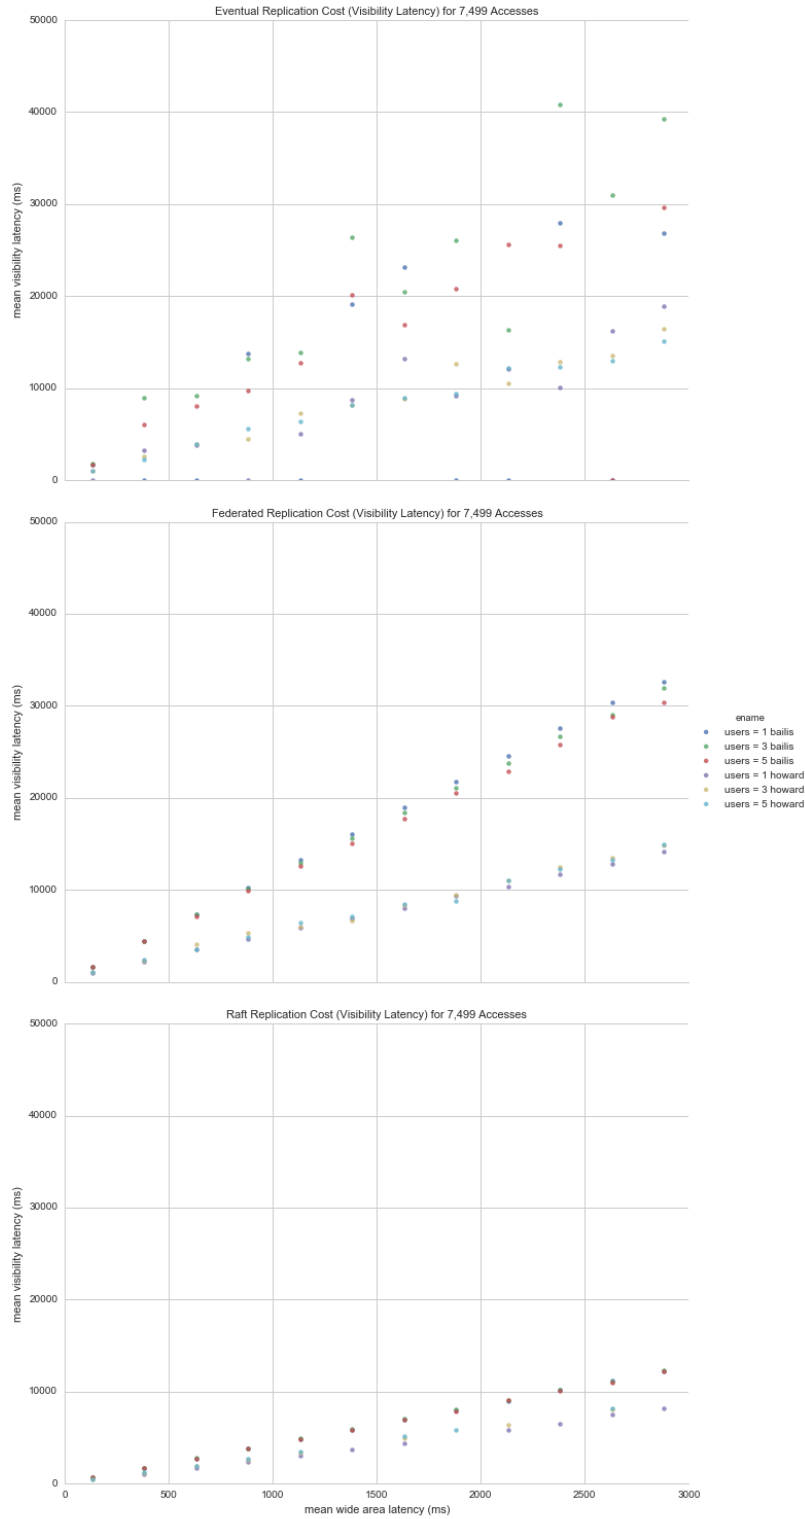 Eventual Replication Cost (Visibility Latency) for 7,499 Accesses
50000
40000
30000
20000
10000
0
mean visibility latency (ms)
Federated Replication Cost (Visibility Latency) for 7,499 Accesses
50000
40000
30000
20000
10000
0
mean visibility latency (ms)
ename
users = 1 bailis
users = 3 bailis
users = 5 bailis
users = 1 howard
users = 3 howard
users = 5 howard
Raft Replication Cost (Visibility Latency) for 7,499 Accesses
50000
40000
30000
20000
10000
0
mean visibility latency (ms)
0 500 1000 1500 2000 2500 3000
mean wide area latency (ms)